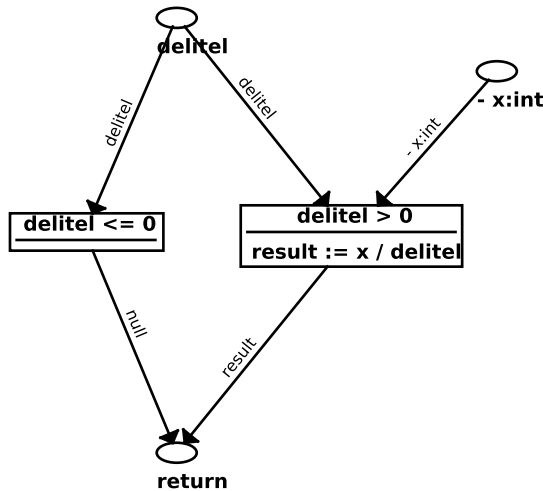 delitel
- x:int
delitel
delitel
- x:int
delitel <= 0
delitel > 0
result := x / delitel
null
result
return